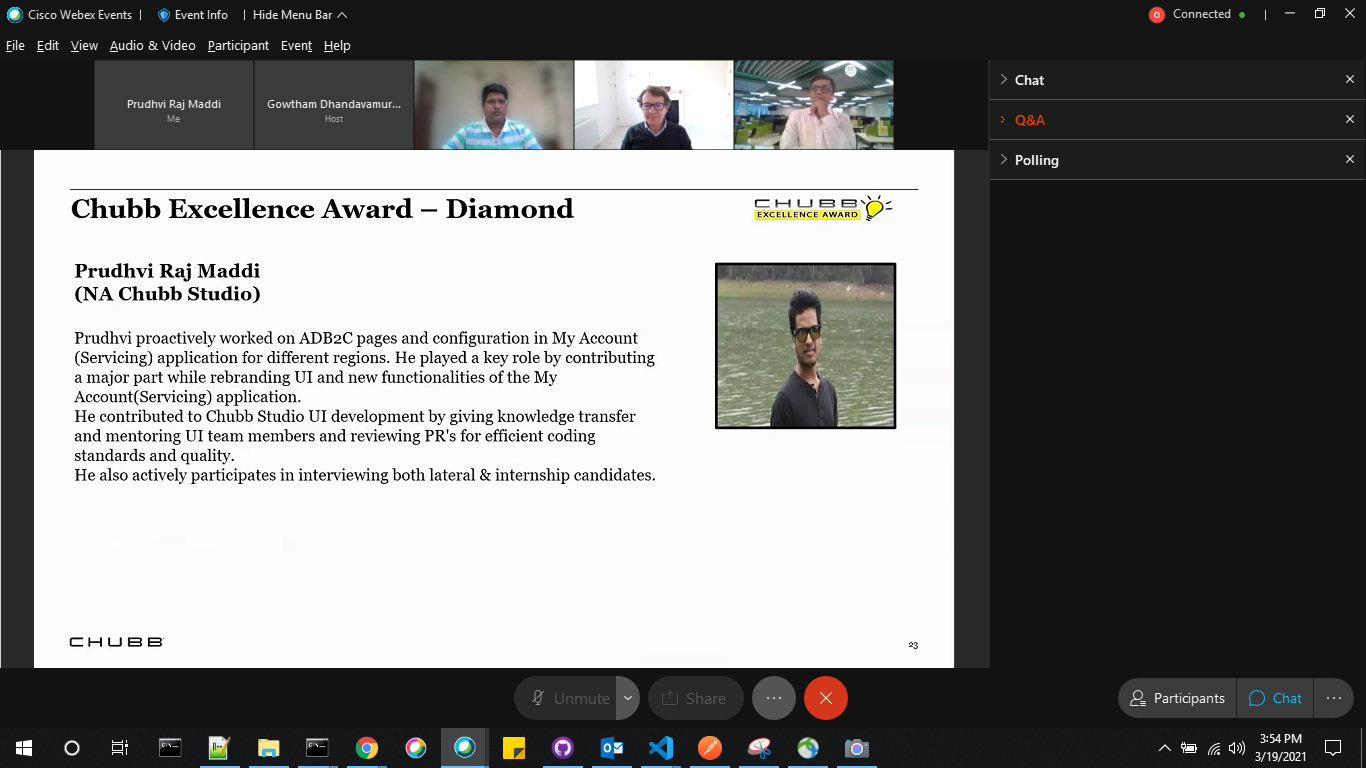 Cisco Webex Events | Event Info | Hide Menu Bar
Connected
File Edit View Audio & Video Participant Event Help
Prudhvi Raj Maddi
Me
Gowtham Dhandavamur...
Host
Chat
Q&A
Polling
Chubb Excellence Award – Diamond
CHUBB
EXCELLENCE AWARD
Prudhvi Raj Maddi
(NA Chubb Studio)
Prudhvi proactively worked on ADB2C pages and configuration in My Account
(Servicing) application for different regions. He played a key role by contributing
a major part while rebranding UI and new functionalities of the My
Account(Servicing) application.
He contributed to Chubb Studio UI development by giving knowledge transfer
and mentoring UI team members and reviewing PR's for efficient coding
standards and quality.
He also actively participates in interviewing both lateral & internship candidates.
CHUBB
23
Unmute
Share
Participants
Chat
3:54 PM
3/19/2021